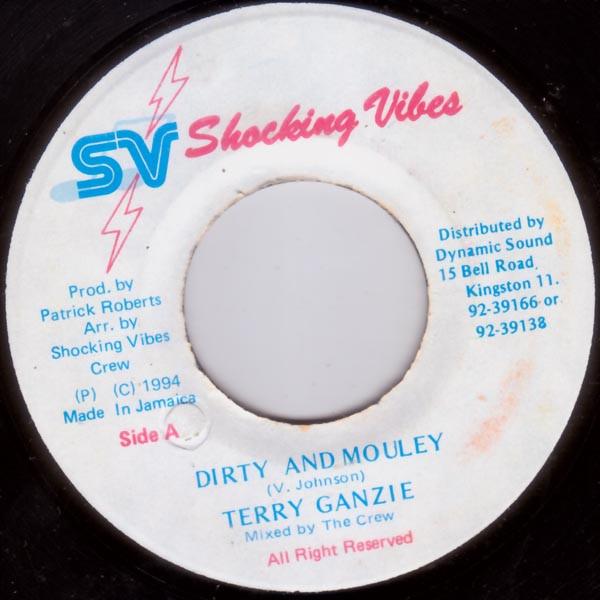 SV Shocking Vibes
Prod. by
Patrick Roberts
Arr. by
Shocking Vibes
Crew
(P) (C) 1994
Made In Jamaica
Side A
Distributed by
Dynamic Sound
15 Bell Road,
Kingston 11.
92-39166 or
92-39138
DIRTY AND MOULEY
(V. Johnson)
TERRY GANZIE
Mixed by The Crew
All Right Reserved